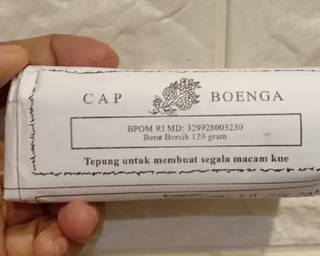 CAP BOENGA
BPOM RI MD: 329928003230
Berat Bersih 120 gram
Tepung untuk membuat segala macam kue